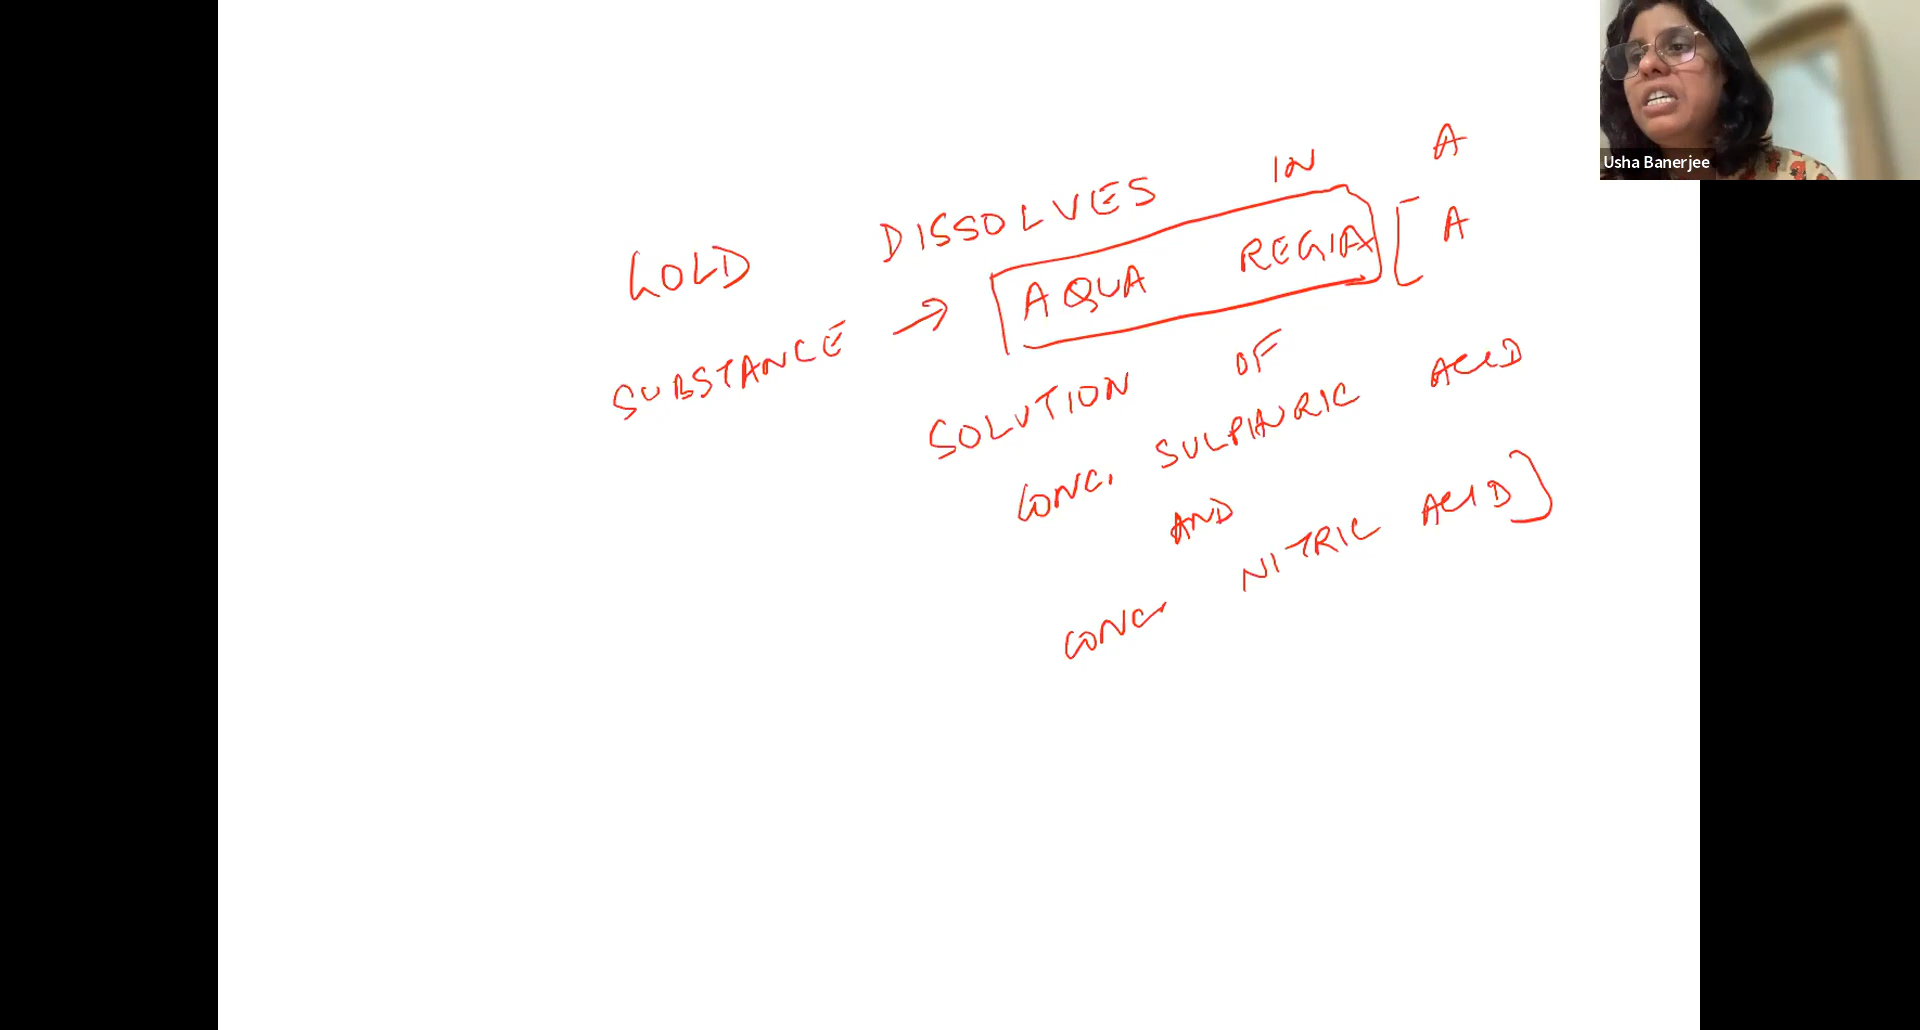 GOLD DISSOLVES IN A
SUBSTANCE → AQUA REGIA [ A
SOLUTION OF
CONC. SULPHURIC ACID
AND
CONC. NITRIC ACID ]
Usha Banerjee